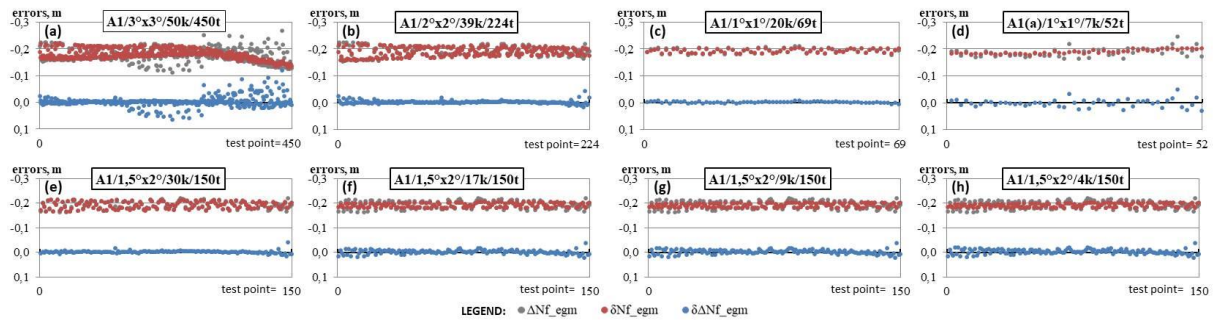 errors, m
A1/3°x3°/50k/450t
(a)
-0,3
-0,2
-0,1
0,0
0,1
0
test point=450
errors, m
A1/2°x2°/39k/224t
(b)
-0,3
-0,2
-0,1
0,0
0,1
0
test point=224
errors, m
A1/1°x1°/20k/69t
(c)
-0,3
-0,2
-0,1
0,0
0,1
0
test point= 69
errors, m
A1(a)/1°x1°/7k/52t
(d)
-0,3
-0,2
-0,1
0,0
0,1
0
test point= 52
errors, m
A1/1,5°x2°/30k/150t
(e)
-0,3
-0,2
-0,1
0,0
0,1
0
test point= 150
errors, m
A1/1,5°x2°/17k/150t
(f)
-0,3
-0,2
-0,1
0,0
0,1
0
test point= 150
errors, m
A1/1,5°x2°/9k/150t
(g)
-0,3
-0,2
-0,1
0,0
0,1
0
test point= 150
errors, m
A1/1,5°x2°/4k/150t
(h)
-0,3
-0,2
-0,1
0,0
0,1
0
test point= 150
LEGEND: ΔNf_egm δNf_egm δΔNf_egm